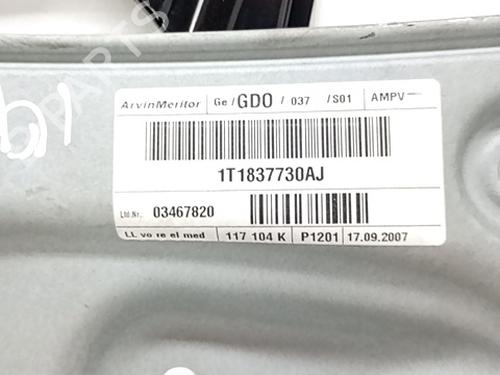 ArvinMeritor Ge/GDO/037/S01 AMPV
1T1837730AJ
Lfd.Nr. 03467820
LL vo re el med 117 104 K P1201 17.09.2007